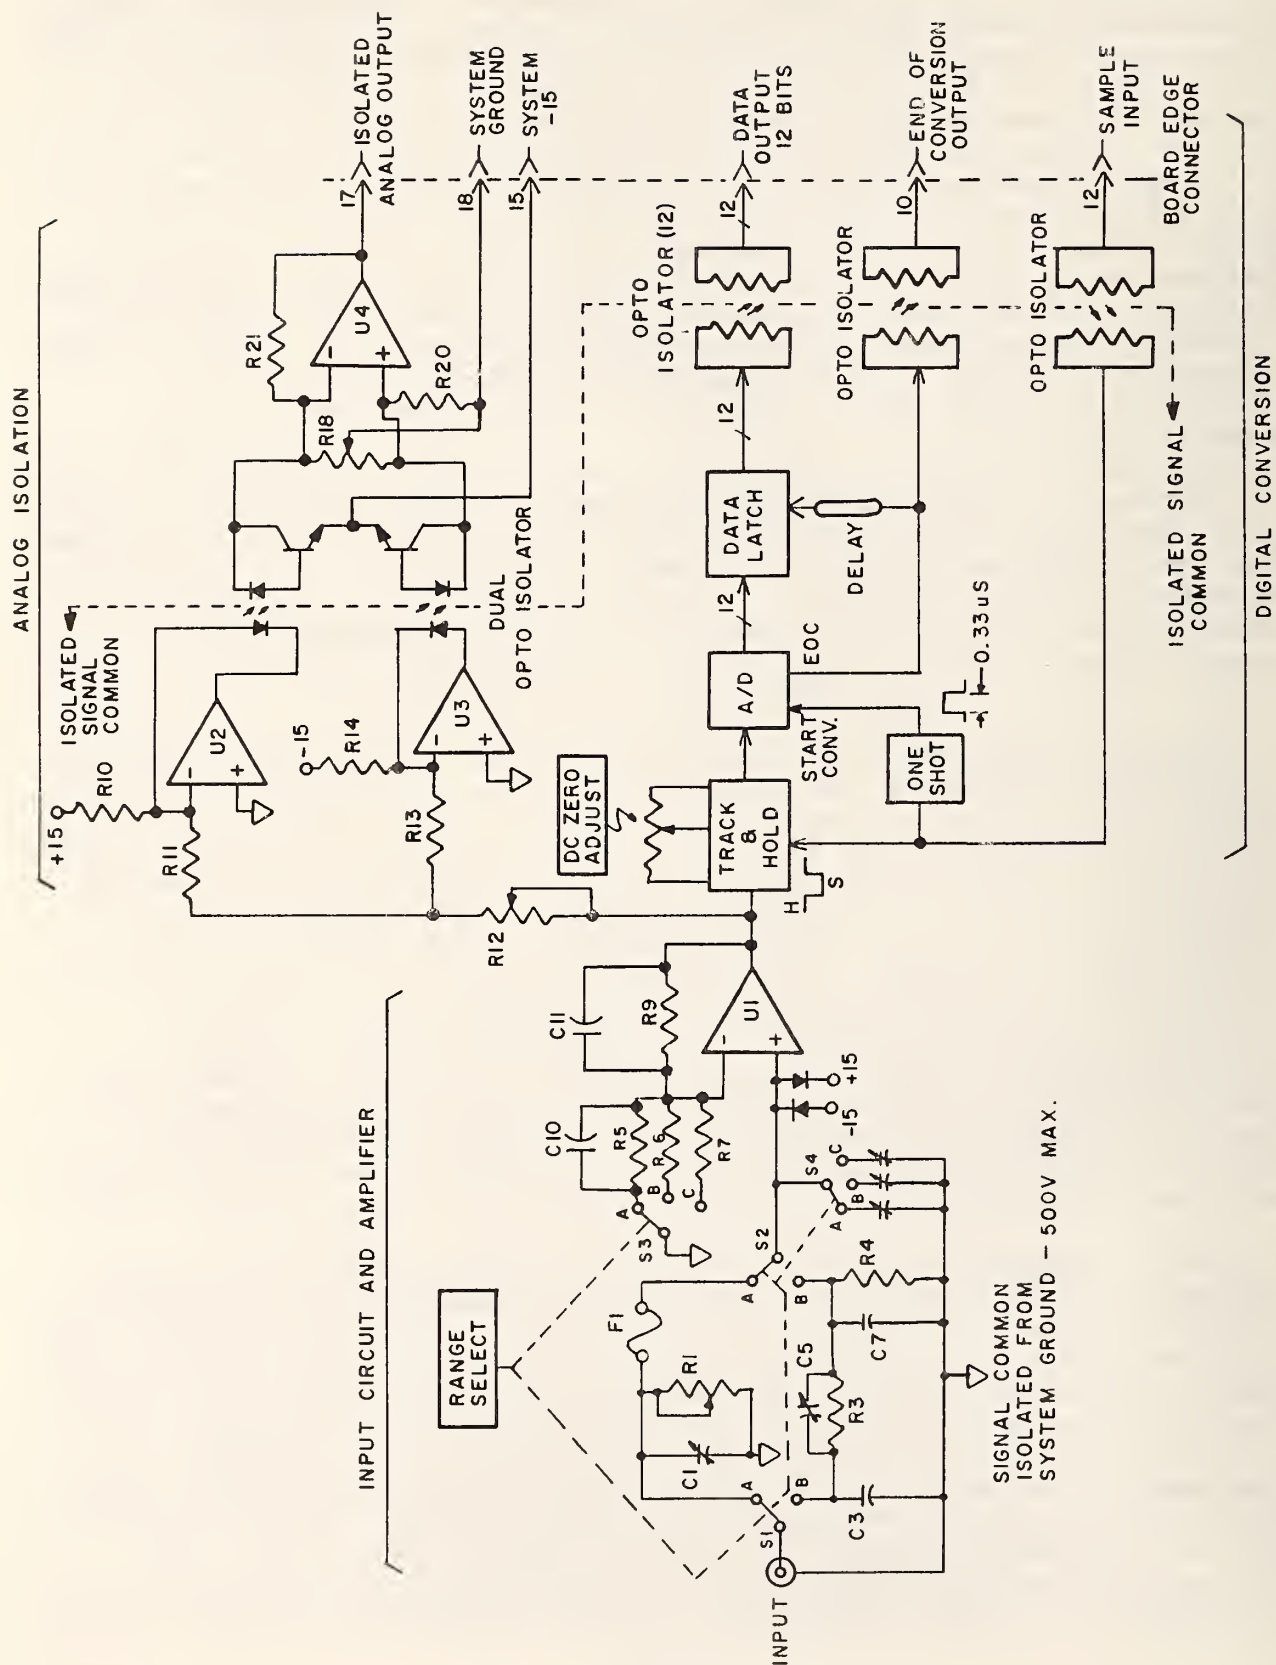 ANALOG ISOLATION
+15
R10
ISOLATED
SIGNAL
COMMON
R11
U2
-
+
-15
R14
R13
U3
-
+
DUAL
OPTO ISOLATOR
R18
R21
U4
-
+
R20
17
ISOLATED
ANALOG OUTPUT
18
SYSTEM
GROUND
15
SYSTEM
-15
INPUT CIRCUIT AND AMPLIFIER
RANGE
SELECT
INPUT
S1
A
B
C1
R1
F1
C3
C5
R3
C7
R4
A
B
S2
S3
A
B
C
C10
R5
R6
R7
C11
R9
U1
-
+
-15
+15
S4
A
B
C
SIGNAL COMMON
ISOLATED FROM
SYSTEM GROUND – 500V MAX.
R12
DC ZERO
ADJUST
TRACK
&
HOLD
H
S
A/D
START
CONV.
EOC
ONE
SHOT
0.33uS
12
DATA
LATCH
DELAY
12
OPTO
ISOLATOR (12)
12
DATA
OUTPUT
12 BITS
OPTO ISOLATOR
10
END OF
CONVERSION
OUTPUT
OPTO ISOLATOR
12
SAMPLE
INPUT
BOARD EDGE
CONNECTOR
ISOLATED SIGNAL
COMMON
DIGITAL CONVERSION